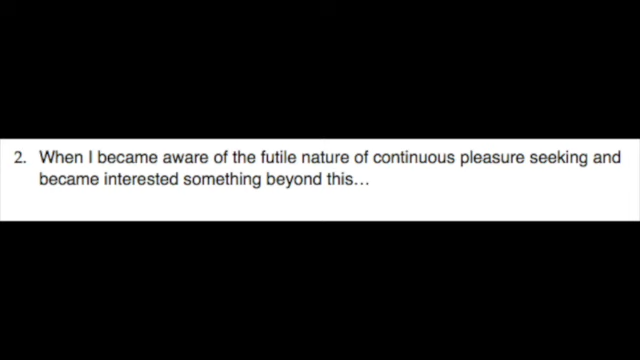 2. When I became aware of the futile nature of continuous pleasure seeking and
became interested something beyond this…